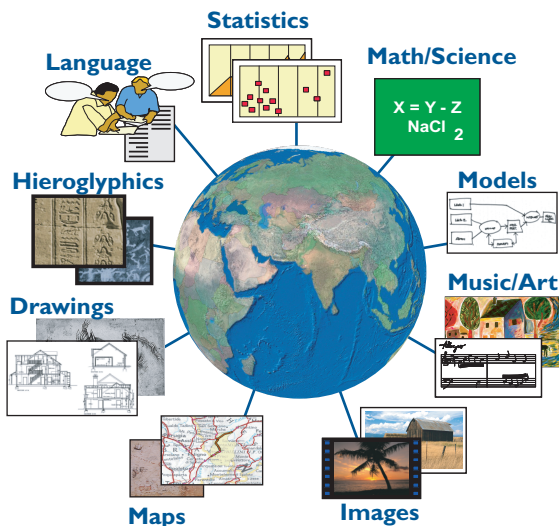 Statistics
Language
Math/Science
X = Y - Z
NaCl 2
Hieroglyphics
Models
Drawings
Music/Art
Allegro
Maps
Images